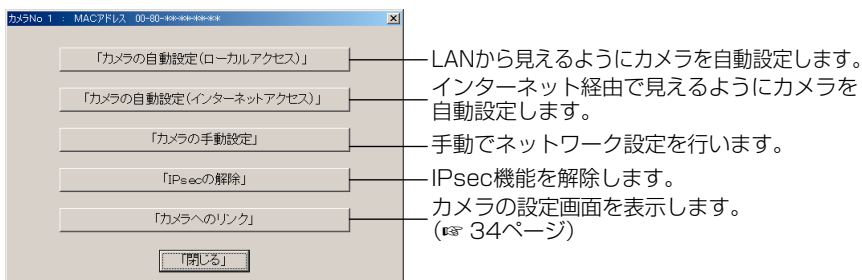 カメラNo 1 : MACアドレス 00-80-**-**-**-**
「カメラの自動設定(ローカルアクセス)」
LANから見えるようにカメラを自動設定します。
「カメラの自動設定(インターネットアクセス)」
インターネット経由で見えるようにカメラを
自動設定します。
「カメラの手動設定」
手動でネットワーク設定を行います。
「IPsecの解除」
IPsec機能を解除します。
「カメラへのリンク」
カメラの設定画面を表示します。
(☞ 34ページ)
「閉じる」